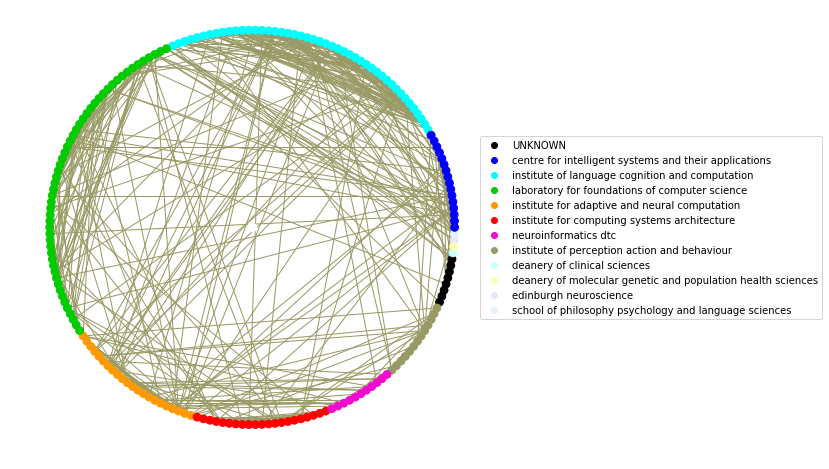 UNKNOWN
centre for intelligent systems and their applications
institute of language cognition and computation
laboratory for foundations of computer science
institute for adaptive and neural computation
institute for computing systems architecture
neuroinformatics dtc
institute of perception action and behaviour
deanery of clinical sciences
deanery of molecular genetic and population health sciences
edinburgh neuroscience
school of philosophy psychology and language sciences